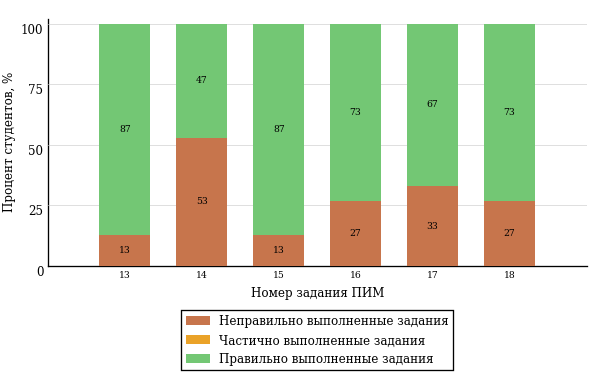 Процент студентов, %
100
75
50
25
0
87
47
87
73
67
73
13
53
13
27
33
27
13 14 15 16 17 18
Номер задания ПИМ
Неправильно выполненные задания
Частично выполненные задания
Правильно выполненные задания